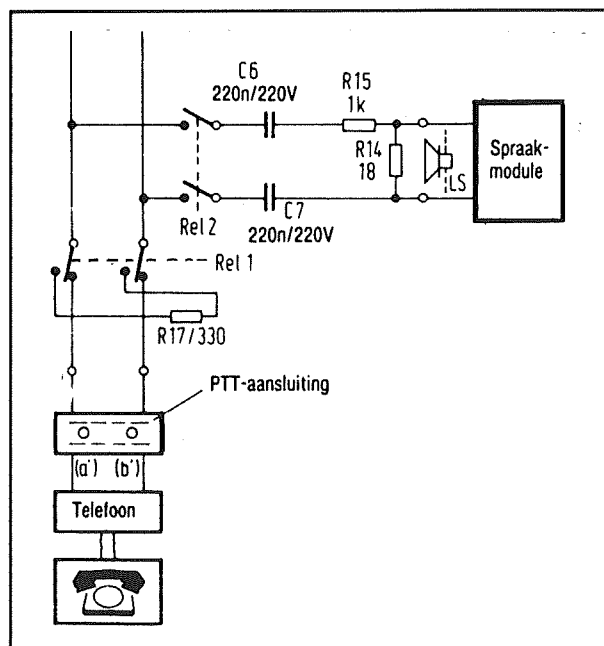 C6
220n/220V
R15
1k
R14
18
LS
Spraak-
module
C7
220n/220V
Rel 2
Rel 1
R17/330
PTT-aansluiting
(a') (b')
Telefoon